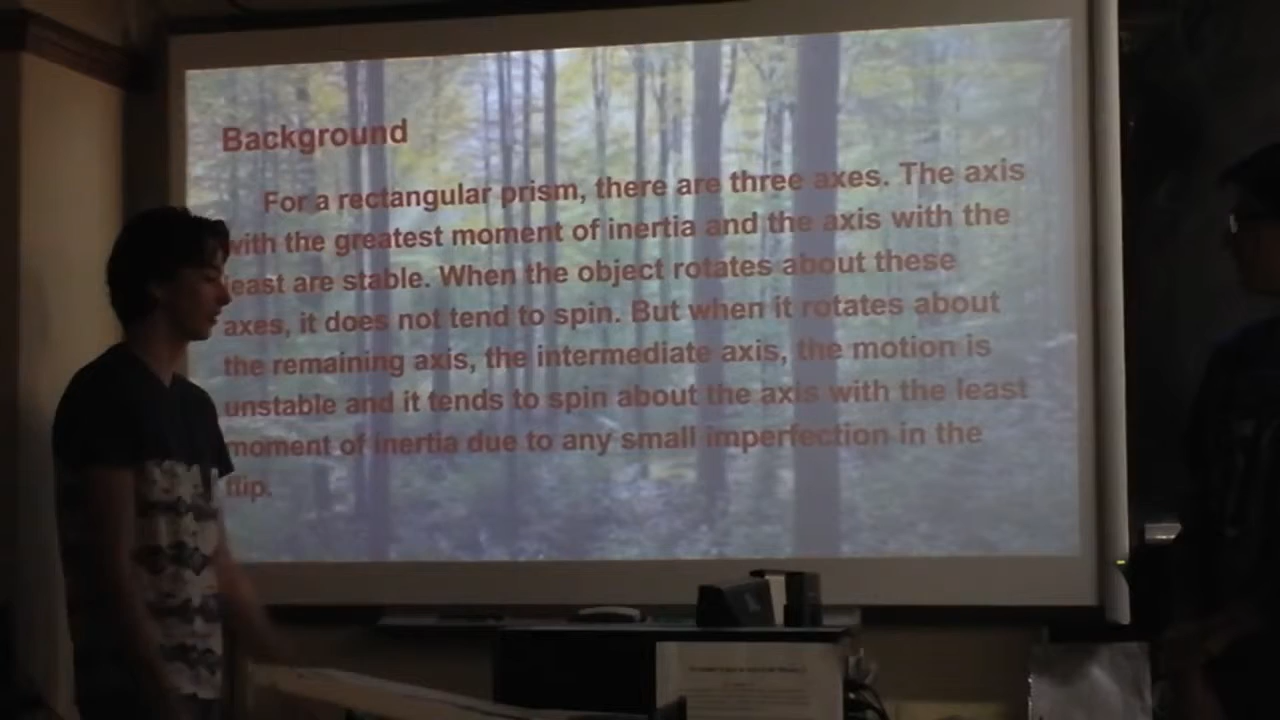 Background
For a rectangular prism, there are three axes. The axis
with the greatest moment of inertia and the axis with the
least are stable. When the object rotates about these
axes, it does not tend to spin. But when it rotates about
the remaining axis, the intermediate axis, the motion is
unstable and it tends to spin about the axis with the least
moment of inertia due to any small imperfection in the
flip.